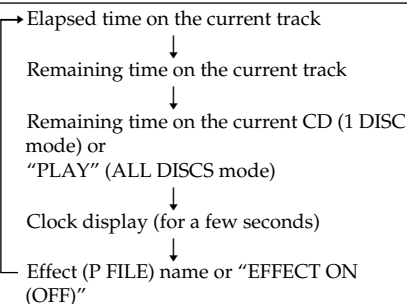 Elapsed time on the current track
Remaining time on the current track
Remaining time on the current CD (1 DISC
mode) or
“PLAY” (ALL DISCS mode)
Clock display (for a few seconds)
Effect (P FILE) name or “EFFECT ON
(OFF)”